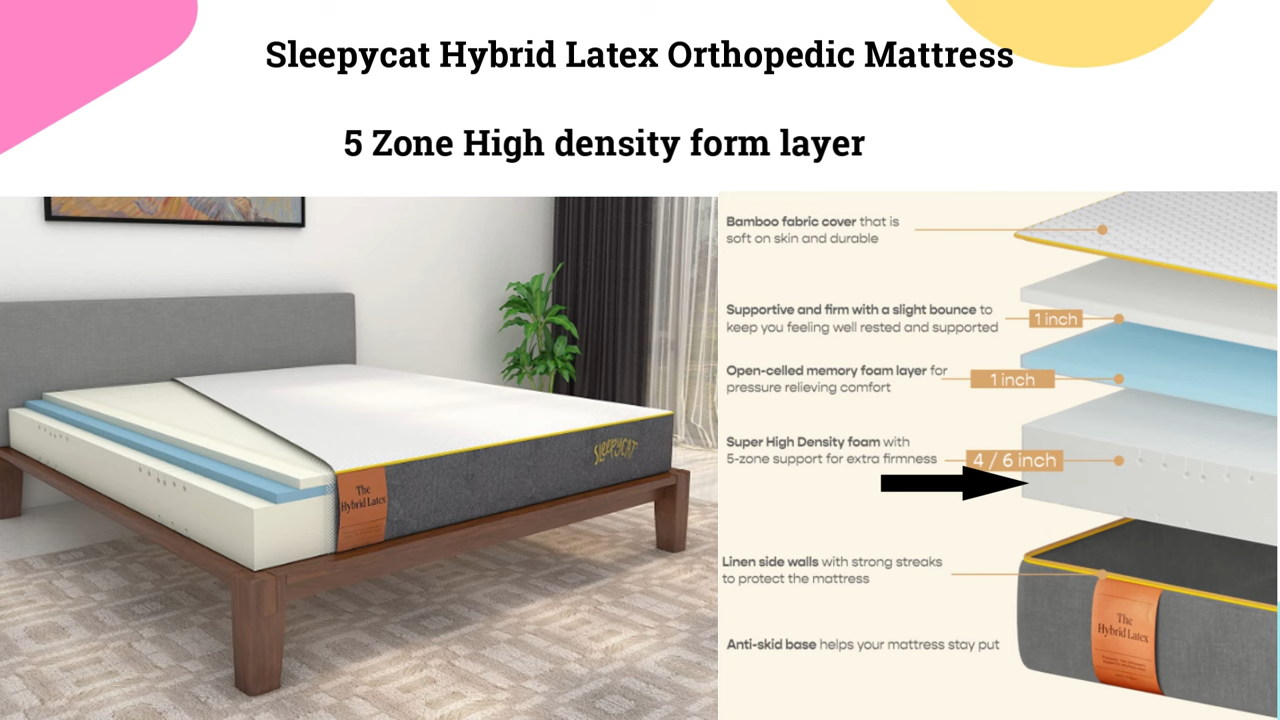 Sleepycat Hybrid Latex Orthopedic Mattress
5 Zone High density form layer
SLEEPYCAT
The
Hybrid Latex
Bamboo fabric cover that is
soft on skin and durable
Supportive and firm with a slight bounce to
keep you feeling well rested and supported
1 inch
Open-celled memory foam layer for
pressure relieving comfort
1 inch
Super High Density foam with
5-zone support for extra firmness
4 / 6 inch
Linen side walls with strong streaks
to protect the mattress
The
Hybrid Latex
Anti-skid base helps your mattress stay put